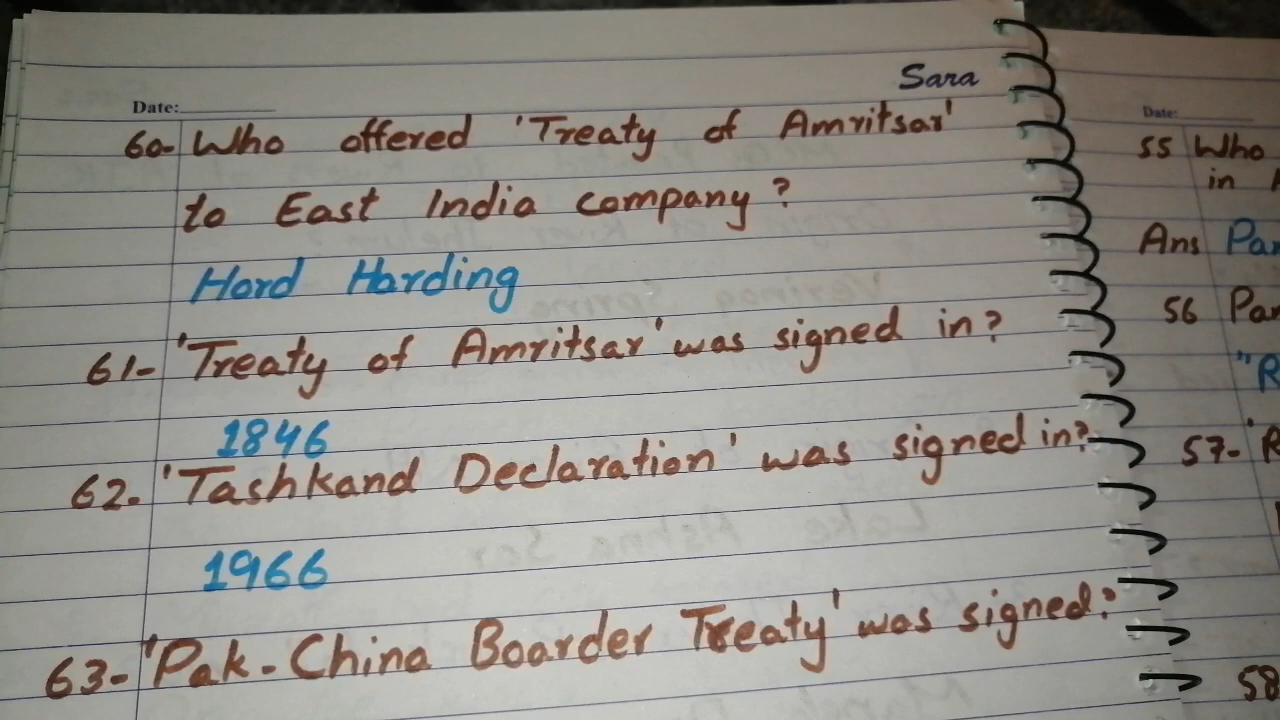 Sara
Date:
60- Who offered 'Treaty of Amritsar'
to East India company?
Hord Harding
61- 'Treaty of Amritsar' was signed in?
1846
62. 'Tashkand Declaration' was signed in?
1966
63- 'Pak-China Boarder Treaty' was signed?
Date:
55 Who
in
Ans Par
56 Par
"R
57- 'R
58